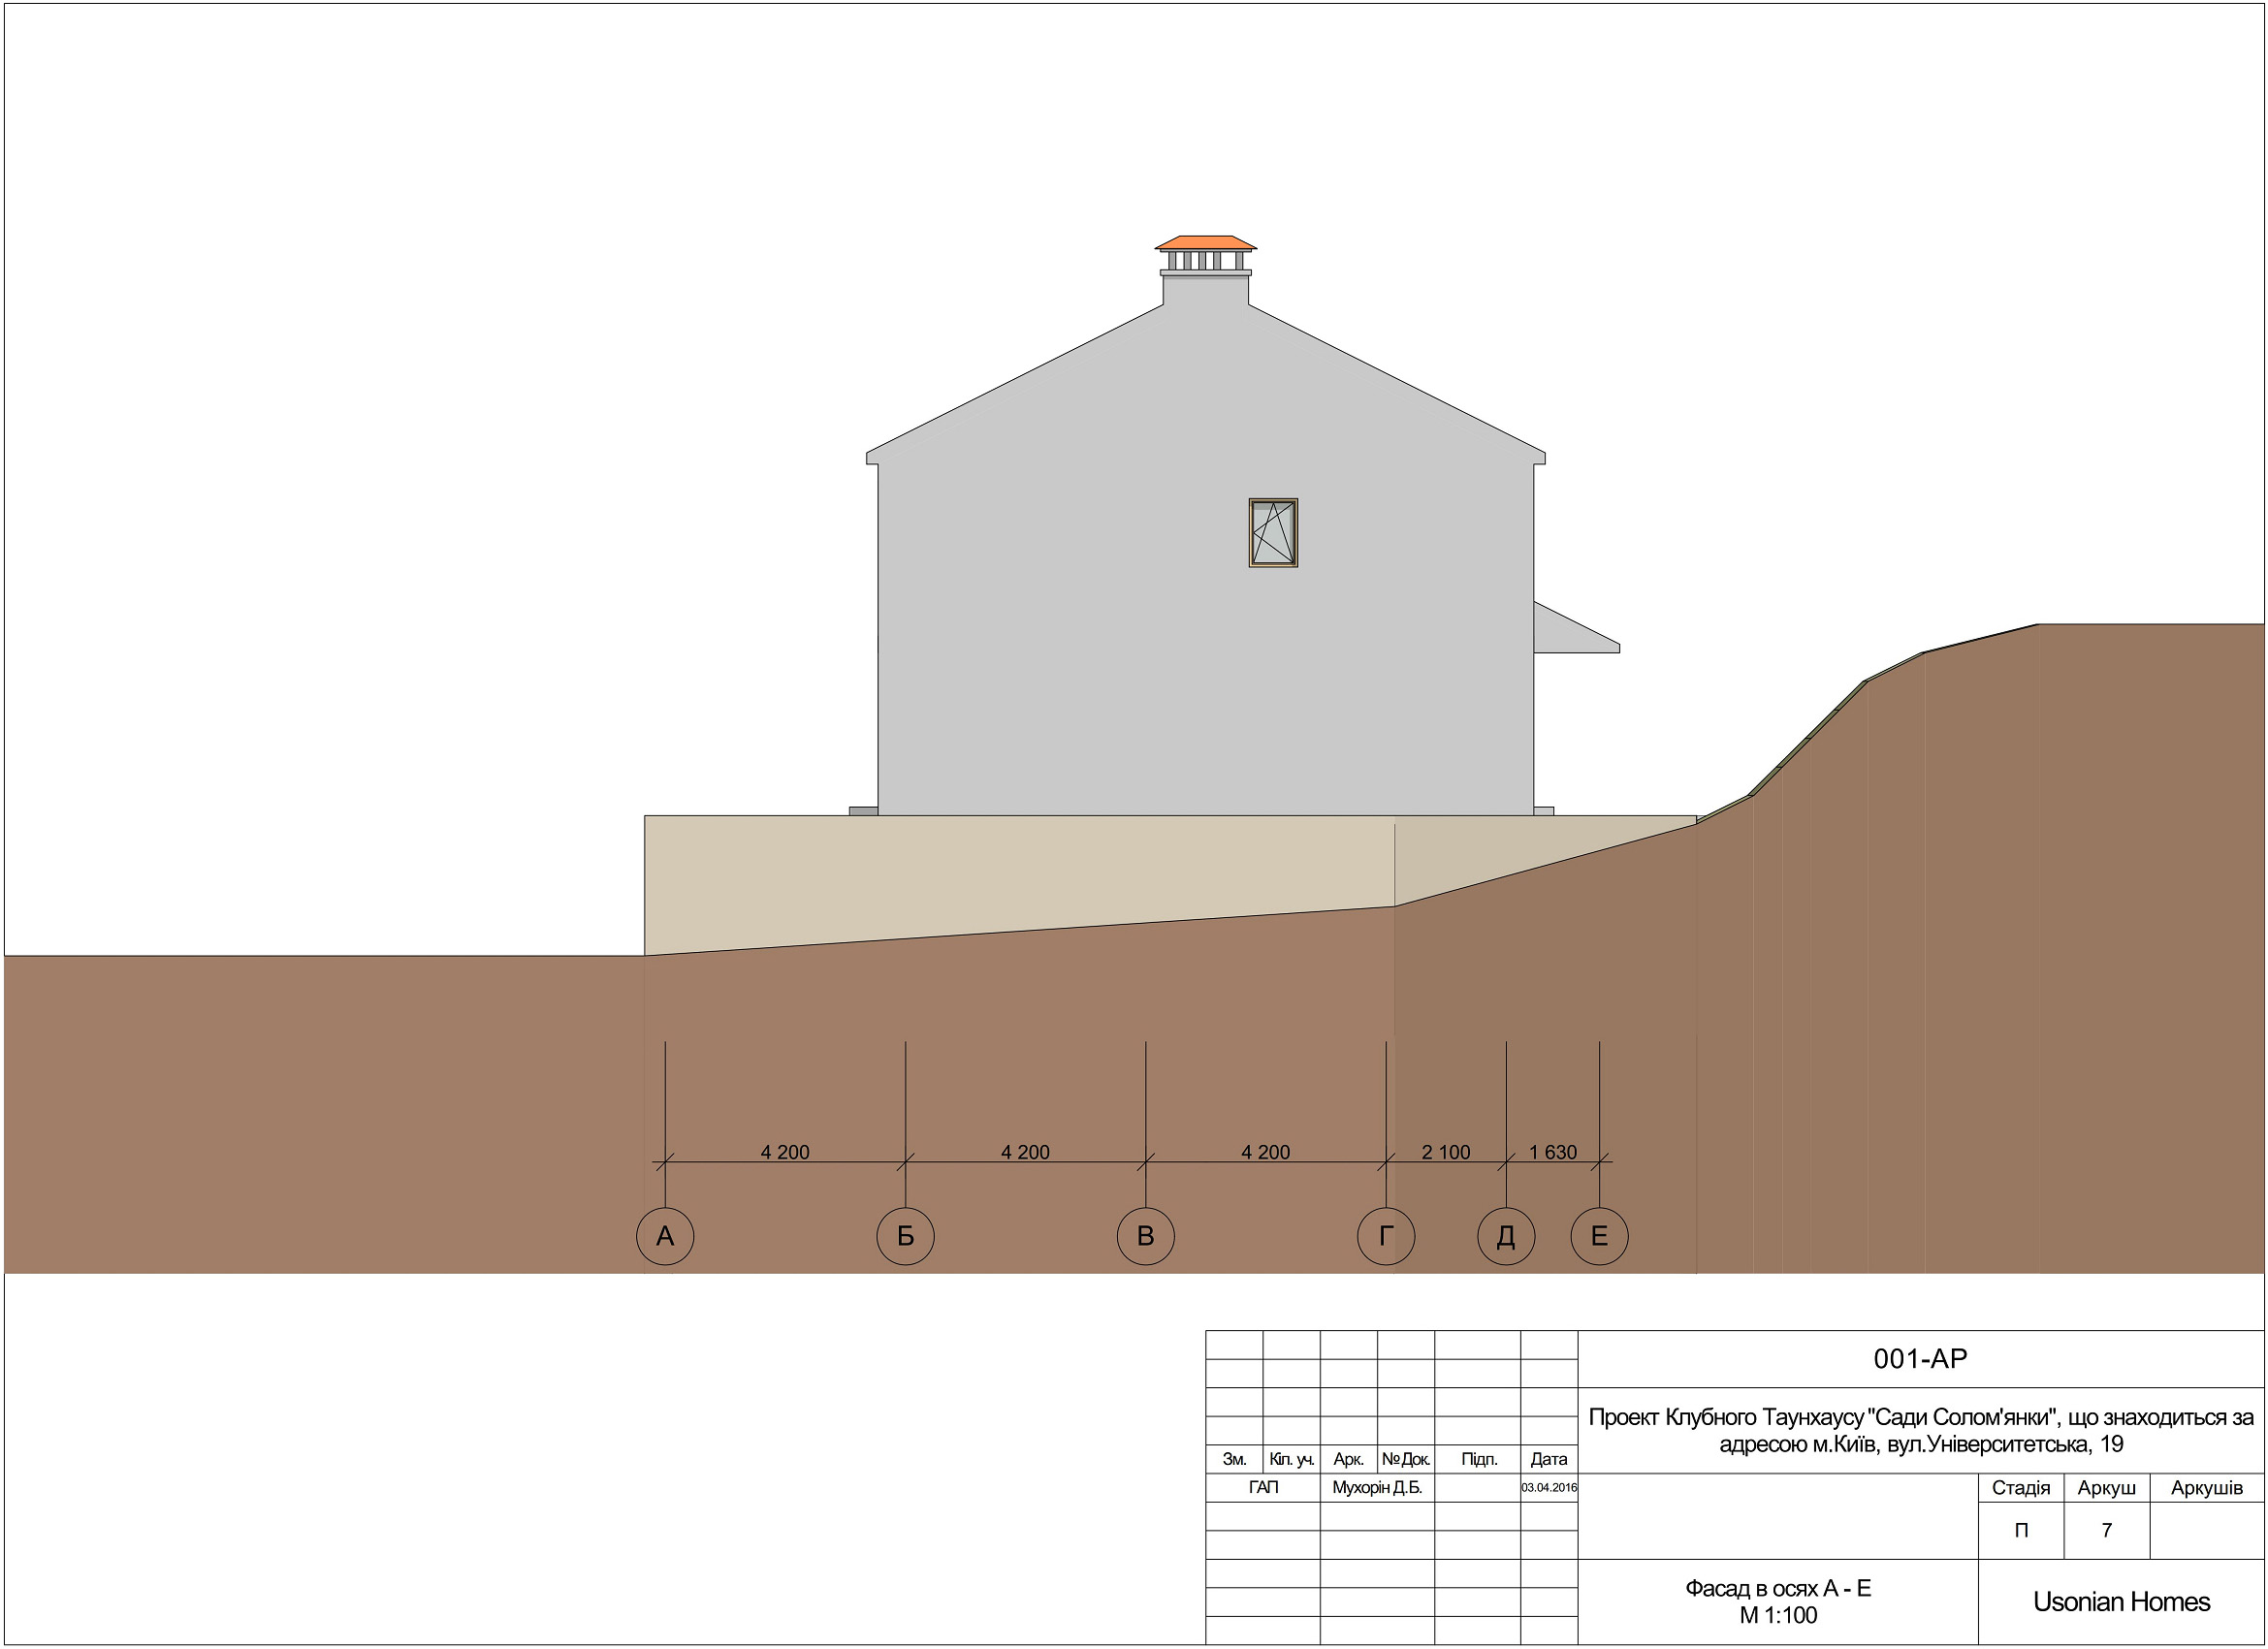 4 200 4 200 4 200 2 100 1 630
А Б В Г Д Е
001-АР
Проект Клубного Таунхаусу "Сади Солом'янки", що знаходиться за
адресою м.Київ, вул.Університетська, 19
Зм. Кіл. уч. Арк. №Док. Підп. Дата
ГАП Мухорін Д.Б. 03.04.2016
Стадія Аркуш Аркушів
П 7
Фасад в осях А - Е
М 1:100
Usonian Homes